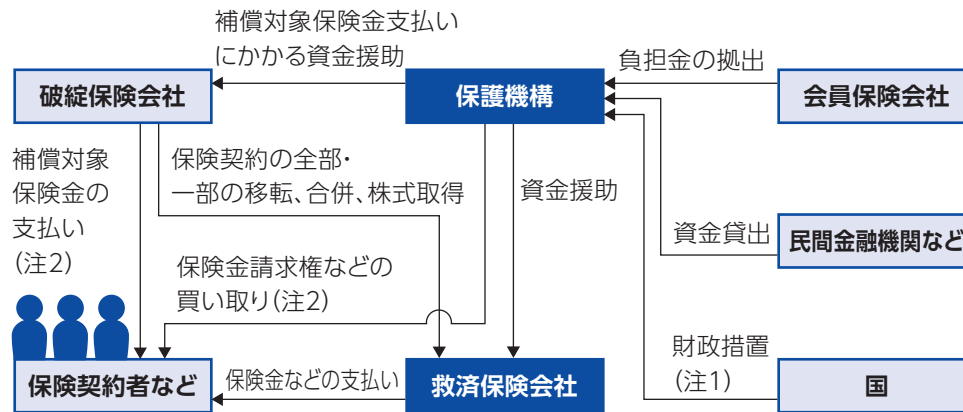 補償対象保険金支払い
にかかる資金援助
負担金の拠出
破綻保険会社
保護機構
会員保険会社
補償対象
保険金の
支払い
(注2)
保険契約の全部・
一部の移転、合併、株式取得
資金援助
資金貸出
民間金融機関など
保険金請求権などの
買い取り(注2)
財政措置
(注1)
保険契約者など
保険金などの支払い
救済保険会社
国